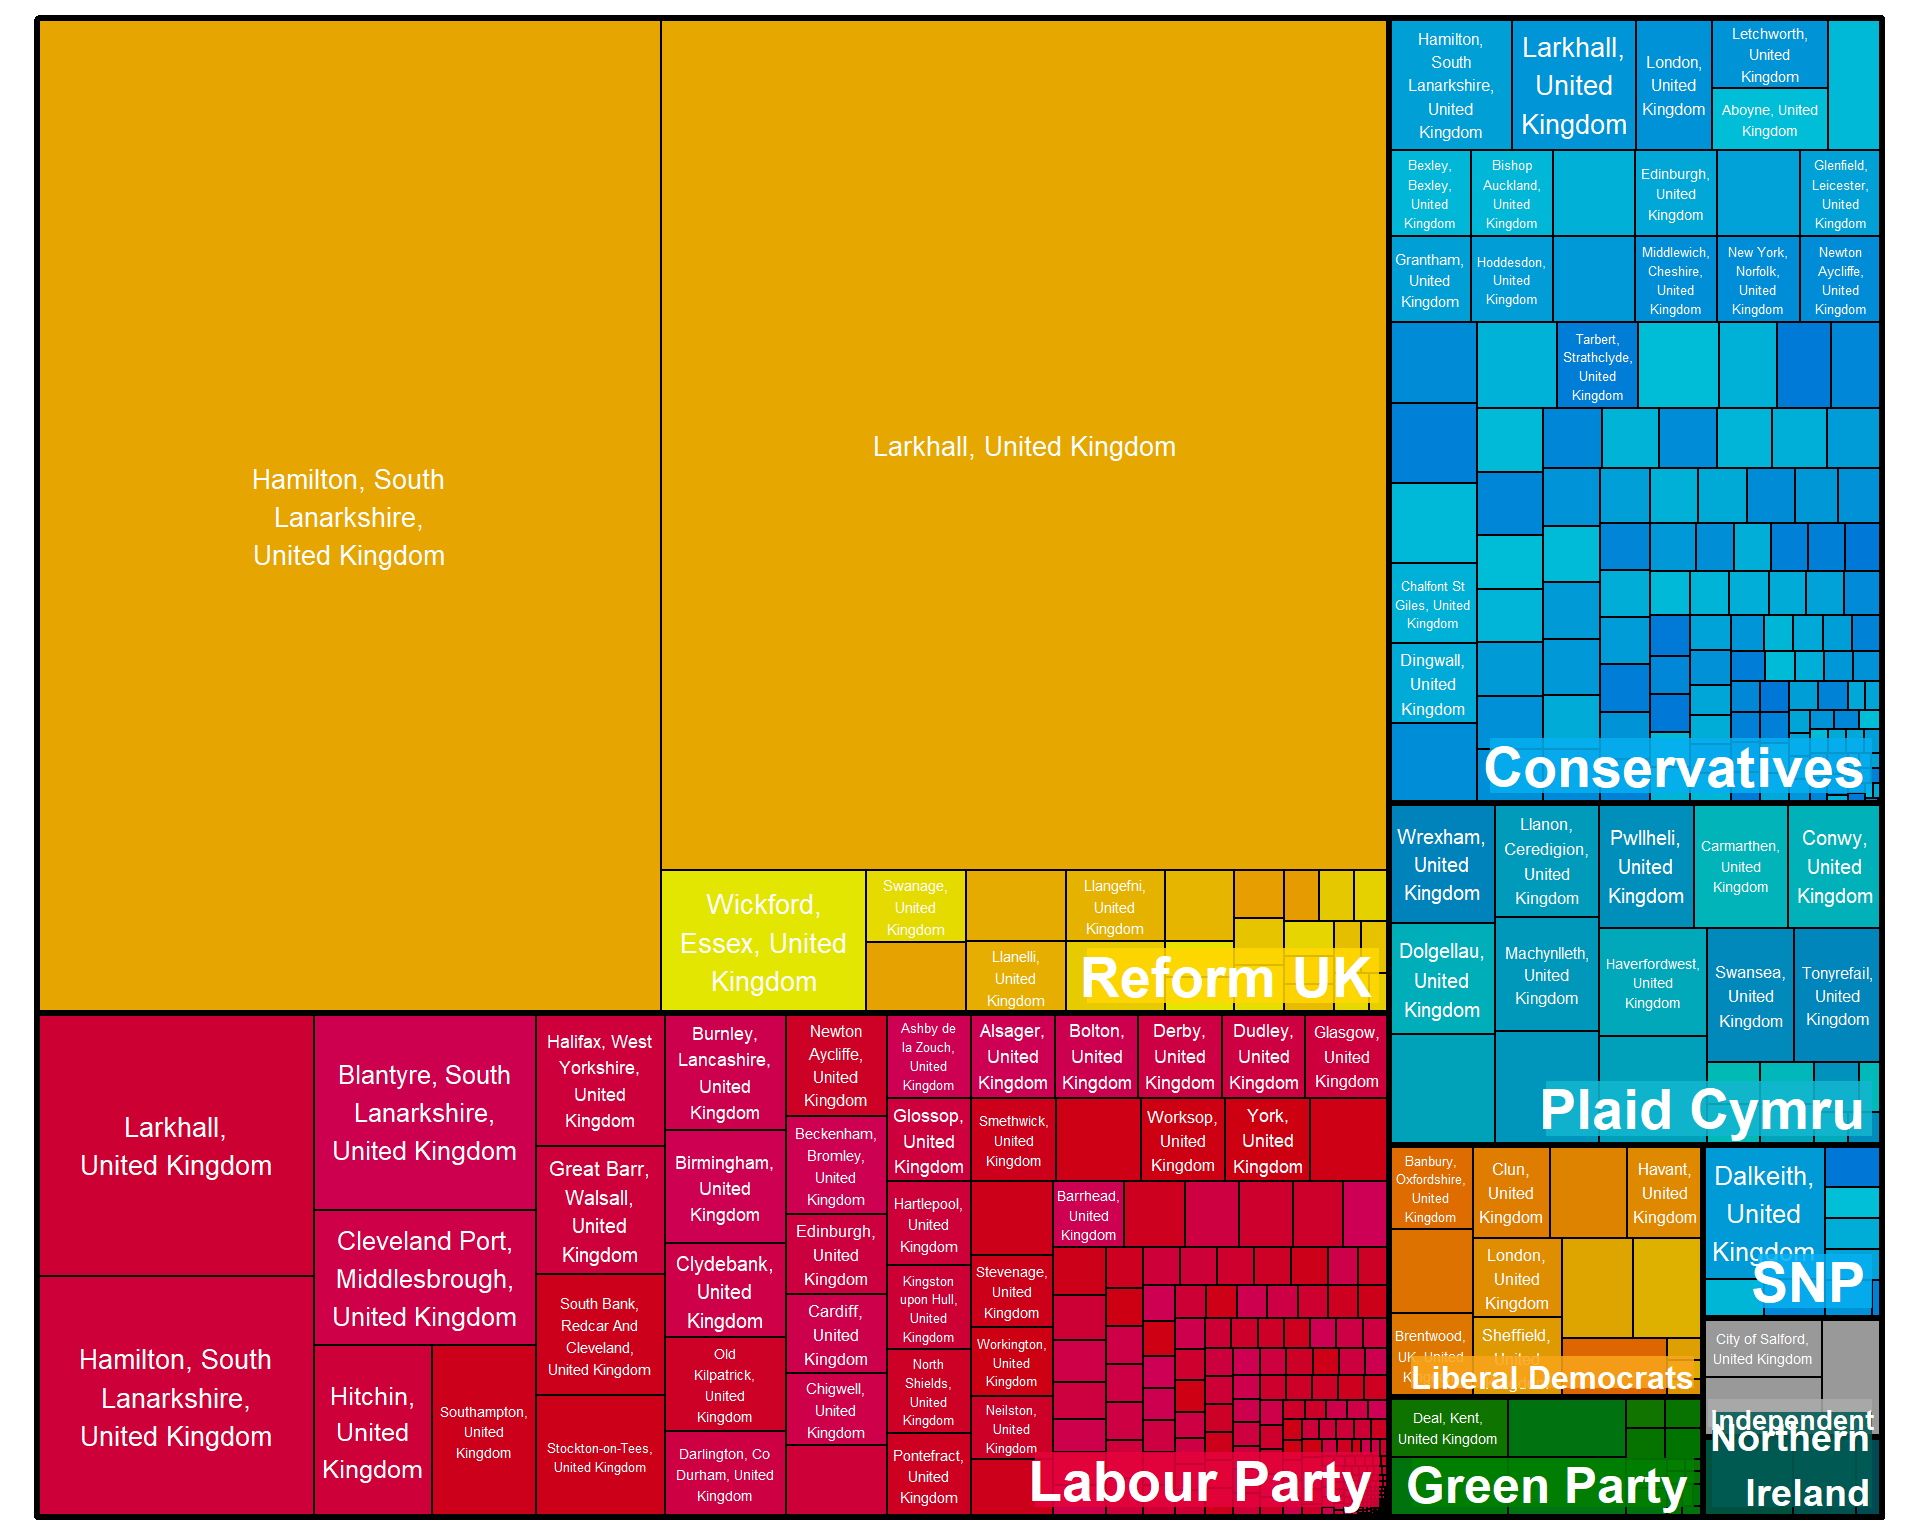 Hamilton, South
Lanarkshire,
United Kingdom
Larkhall, United Kingdom
Wickford,
Essex, United
Kingdom
Swanage,
United
Kingdom
Llanelli,
United
Kingdom
Llangefni,
United
Kingdom
Reform UK
Larkhall,
United Kingdom
Hamilton, South
Lanarkshire,
United Kingdom
Blantyre, South
Lanarkshire,
United Kingdom
Cleveland Port,
Middlesbrough,
United Kingdom
Hitchin,
United
Kingdom
Southampton,
United
Kingdom
Halifax, West
Yorkshire,
United
Kingdom
Great Barr,
Walsall,
United
Kingdom
South Bank,
Redcar And
Cleveland,
United Kingdom
Stockton-on-Tees,
United Kingdom
Burnley,
Lancashire,
United
Kingdom
Birmingham,
United
Kingdom
Clydebank,
United
Kingdom
Old
Kilpatrick,
United
Kingdom
Darlington, Co
Durham, United
Kingdom
Newton
Aycliffe,
United
Kingdom
Beckenham,
Bromley,
United
Kingdom
Edinburgh,
United
Kingdom
Cardiff,
United
Kingdom
Chigwell,
United
Kingdom
Ashby de
la Zouch,
United
Kingdom
Glossop,
United
Kingdom
Hartlepool,
United
Kingdom
Kingston
upon Hull,
United
Kingdom
North
Shields,
United
Kingdom
Pontefract,
United
Kingdom
Alsager,
United
Kingdom
Bolton,
United
Kingdom
Derby,
United
Kingdom
Dudley,
United
Kingdom
Glasgow,
United
Kingdom
Smethwick,
United
Kingdom
Worksop,
United
Kingdom
York,
United
Kingdom
Barrhead,
United
Kingdom
Stevenage,
United
Kingdom
Workington,
United
Kingdom
Neilston,
United
Kingdom
Labour Party
Hamilton,
South
Lanarkshire,
United
Kingdom
Larkhall,
United
Kingdom
London,
United
Kingdom
Letchworth,
United
Kingdom
Aboyne, United
Kingdom
Bexley,
Bexley,
United
Kingdom
Bishop
Auckland,
United
Kingdom
Edinburgh,
United
Kingdom
Glenfield,
Leicester,
United
Kingdom
Grantham,
United
Kingdom
Hoddesdon,
United
Kingdom
Middlewich,
Cheshire,
United
Kingdom
New York,
Norfolk,
United
Kingdom
Newton
Aycliffe,
United
Kingdom
Tarbert,
Strathclyde,
United
Kingdom
Chalfont St
Giles, United
Kingdom
Dingwall,
United
Kingdom
Conservatives
Wrexham,
United
Kingdom
Llanon,
Ceredigion,
United
Kingdom
Pwllheli,
United
Kingdom
Carmarthen,
United
Kingdom
Conwy,
United
Kingdom
Dolgellau,
United
Kingdom
Machynlleth,
United
Kingdom
Haverfordwest,
United
Kingdom
Swansea,
United
Kingdom
Tonyrefail,
United
Kingdom
Plaid Cymru
Banbury,
Oxfordshire,
United
Kingdom
Clun,
United
Kingdom
Havant,
United
Kingdom
London,
United
Kingdom
Brentwood,
UK, United
Sheffield,
United
Liberal Democrats
Dalkeith,
United
Kingdom
SNP
City of Salford,
United Kingdom
Independent
Deal, Kent,
United Kingdom
Green Party
Northern
Ireland